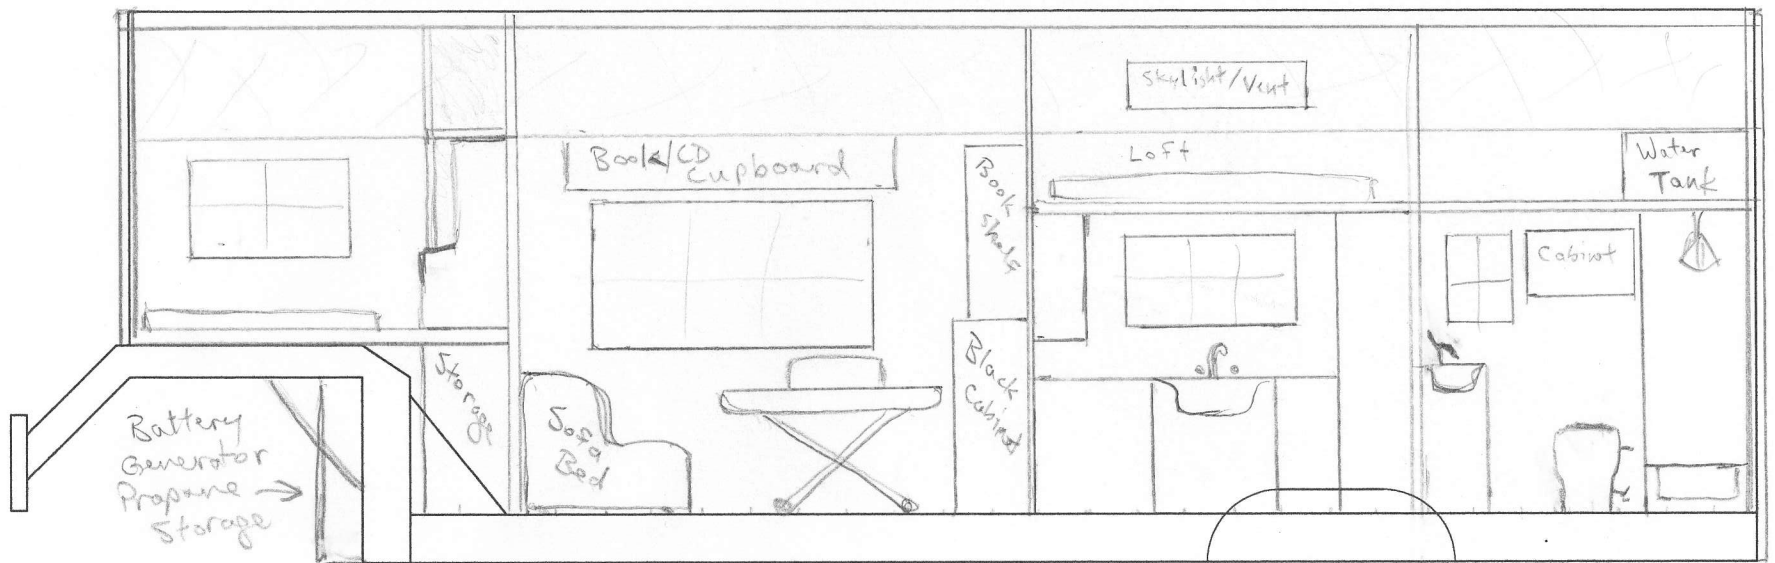 Skylight/Vent
Book/CD
Cupboard
Book
Shelf
Loft
Water
Tank
Cabinet
Storage
Sofa
Bed
Black
Cabinet
Battery
Generator
Propane
Storage